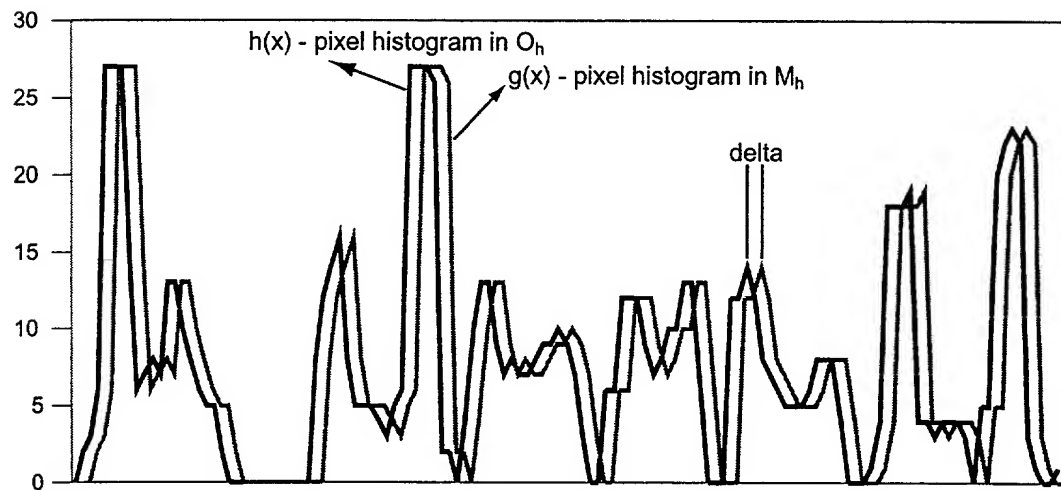 30
h(x) - pixel histogram in Oh
g(x) - pixel histogram in Mh
25
delta
20
15
10
5
0